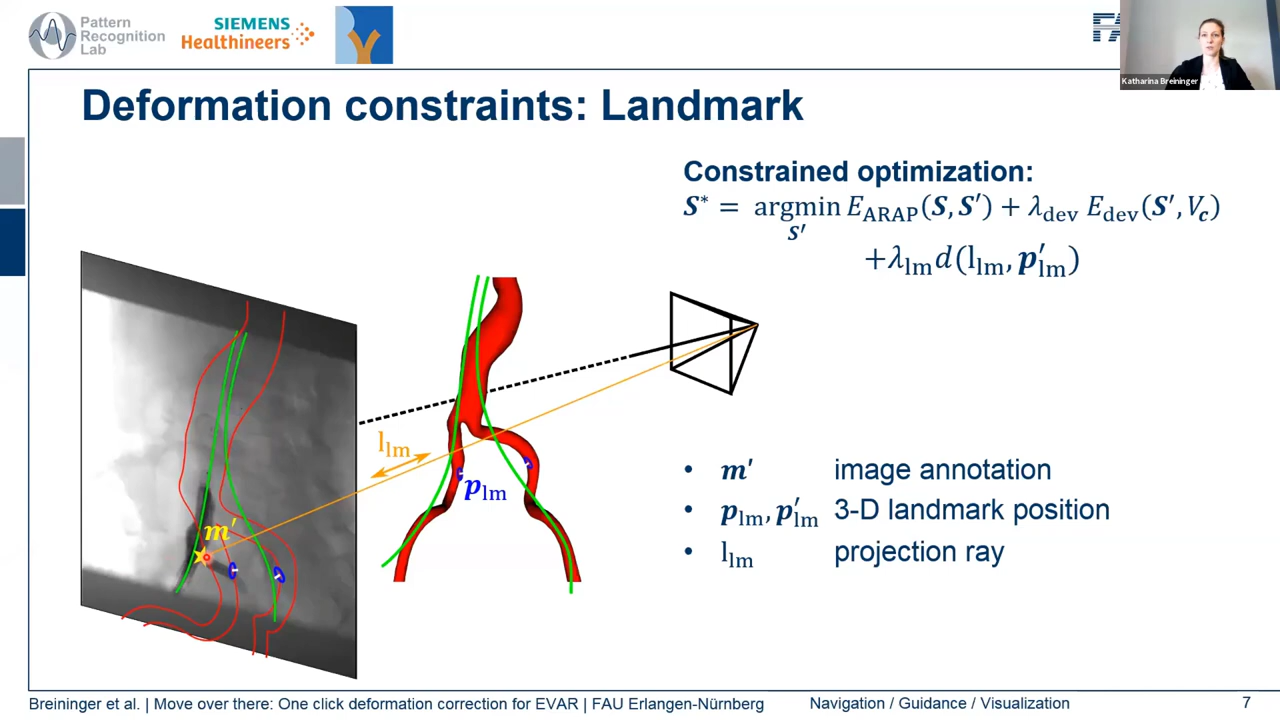 Pattern
Recognition
Lab
SIEMENS
Healthineers
FA
Katharina Breininger
Deformation constraints: Landmark
Constrained optimization:
S* = argmin E_ARAP(S, S′) + λ_dev E_dev(S′, V_c)
S′
+λ_lm d(l_lm, p′_lm)
l_lm
p_lm
m′
• m′ image annotation
• p_lm, p′_lm 3-D landmark position
• l_lm projection ray
Breininger et al. | Move over there: One click deformation correction for EVAR | FAU Erlangen-Nürnberg Navigation / Guidance / Visualization 7